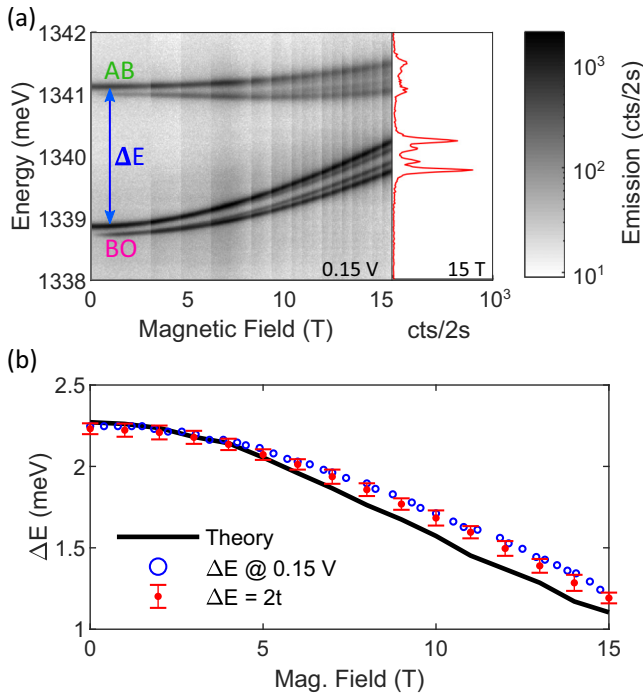 (a)
1342
1341
1340
1339
1338
Energy (meV)
AB
ΔE
BO
0.15 V
15 T
0
5
10
15
10³
Magnetic Field (T)
cts/2s
10³
10²
10¹
Emission (cts/2s)
(b)
2.5
2
1.5
1
ΔE (meV)
Theory
ΔE @ 0.15 V
ΔE = 2t
0
5
10
15
Mag. Field (T)